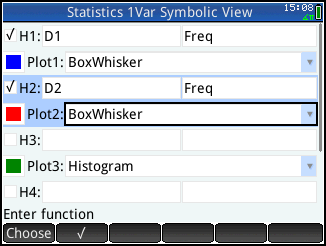 Statistics 1Var Symbolic View 15:08
✓ H1: D1 Freq
Plot1: BoxWhisker
✓ H2: D2 Freq
Plot2: BoxWhisker
H3:
Plot3: Histogram
H4:
Enter function
Choose ✓